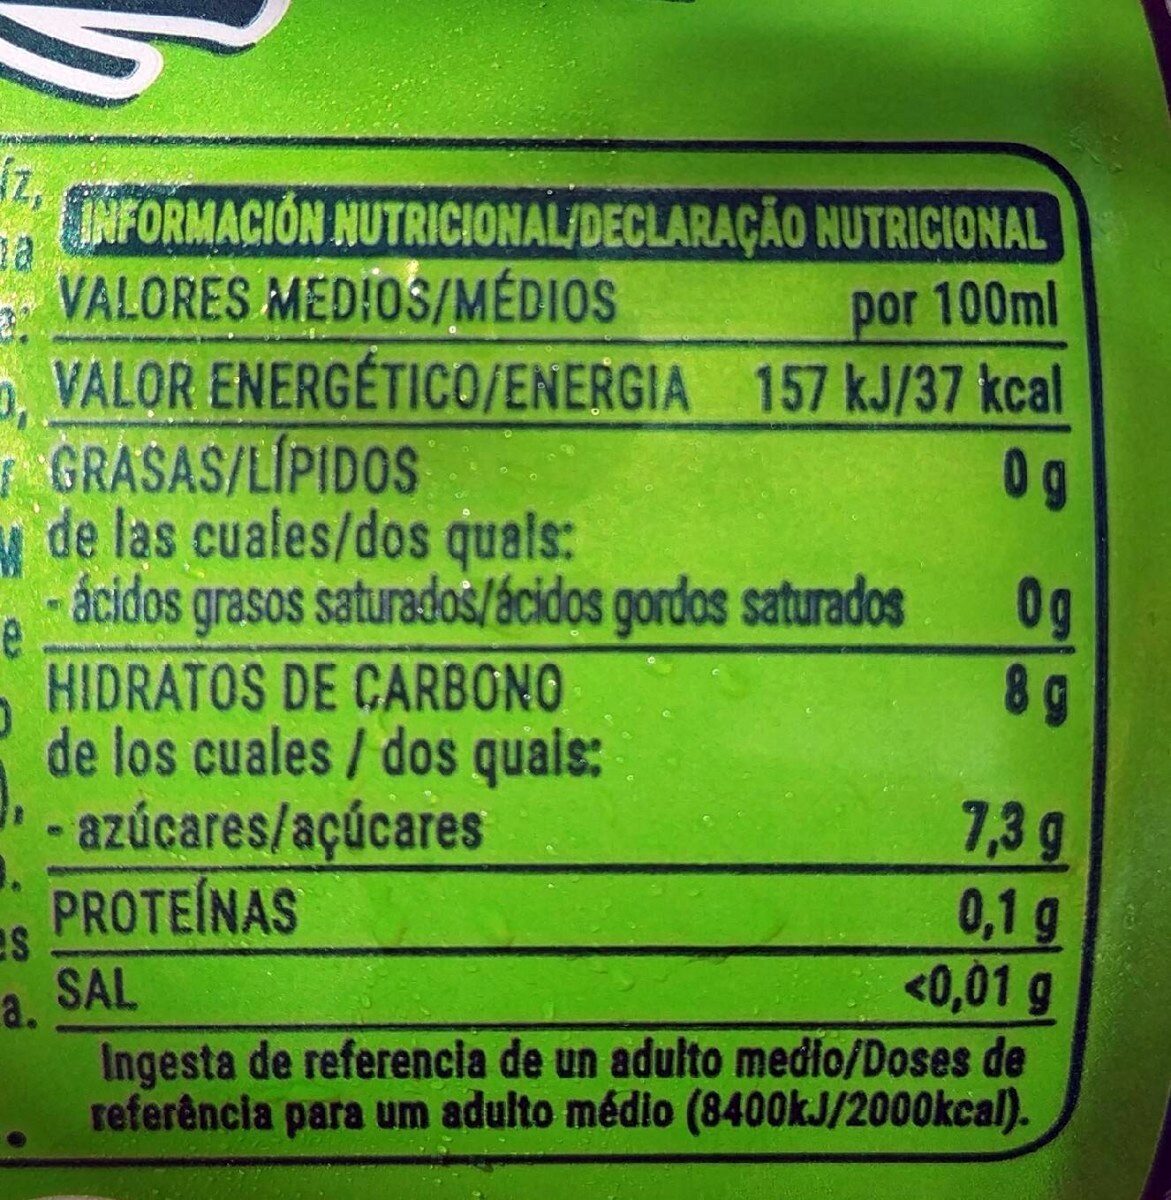 INFORMACIÓN NUTRICIONAL/DECLARAÇÃO NUTRICIONAL
VALORES MEDIOS/MÉDIOS por 100ml
VALOR ENERGÉTICO/ENERGIA 157 kJ/37 kcal
GRASAS/LÍPIDOS 0 g
de las cuales/dos quais:
- ácidos grasos saturados/ácidos gordos saturados 0 g
HIDRATOS DE CARBONO 8 g
de los cuales / dos quais:
- azúcares/açúcares 7,3 g
PROTEÍNAS 0,1 g
SAL <0,01 g
Ingesta de referencia de un adulto medio/Doses de
referência para um adulto médio (8400kJ/2000kcal).